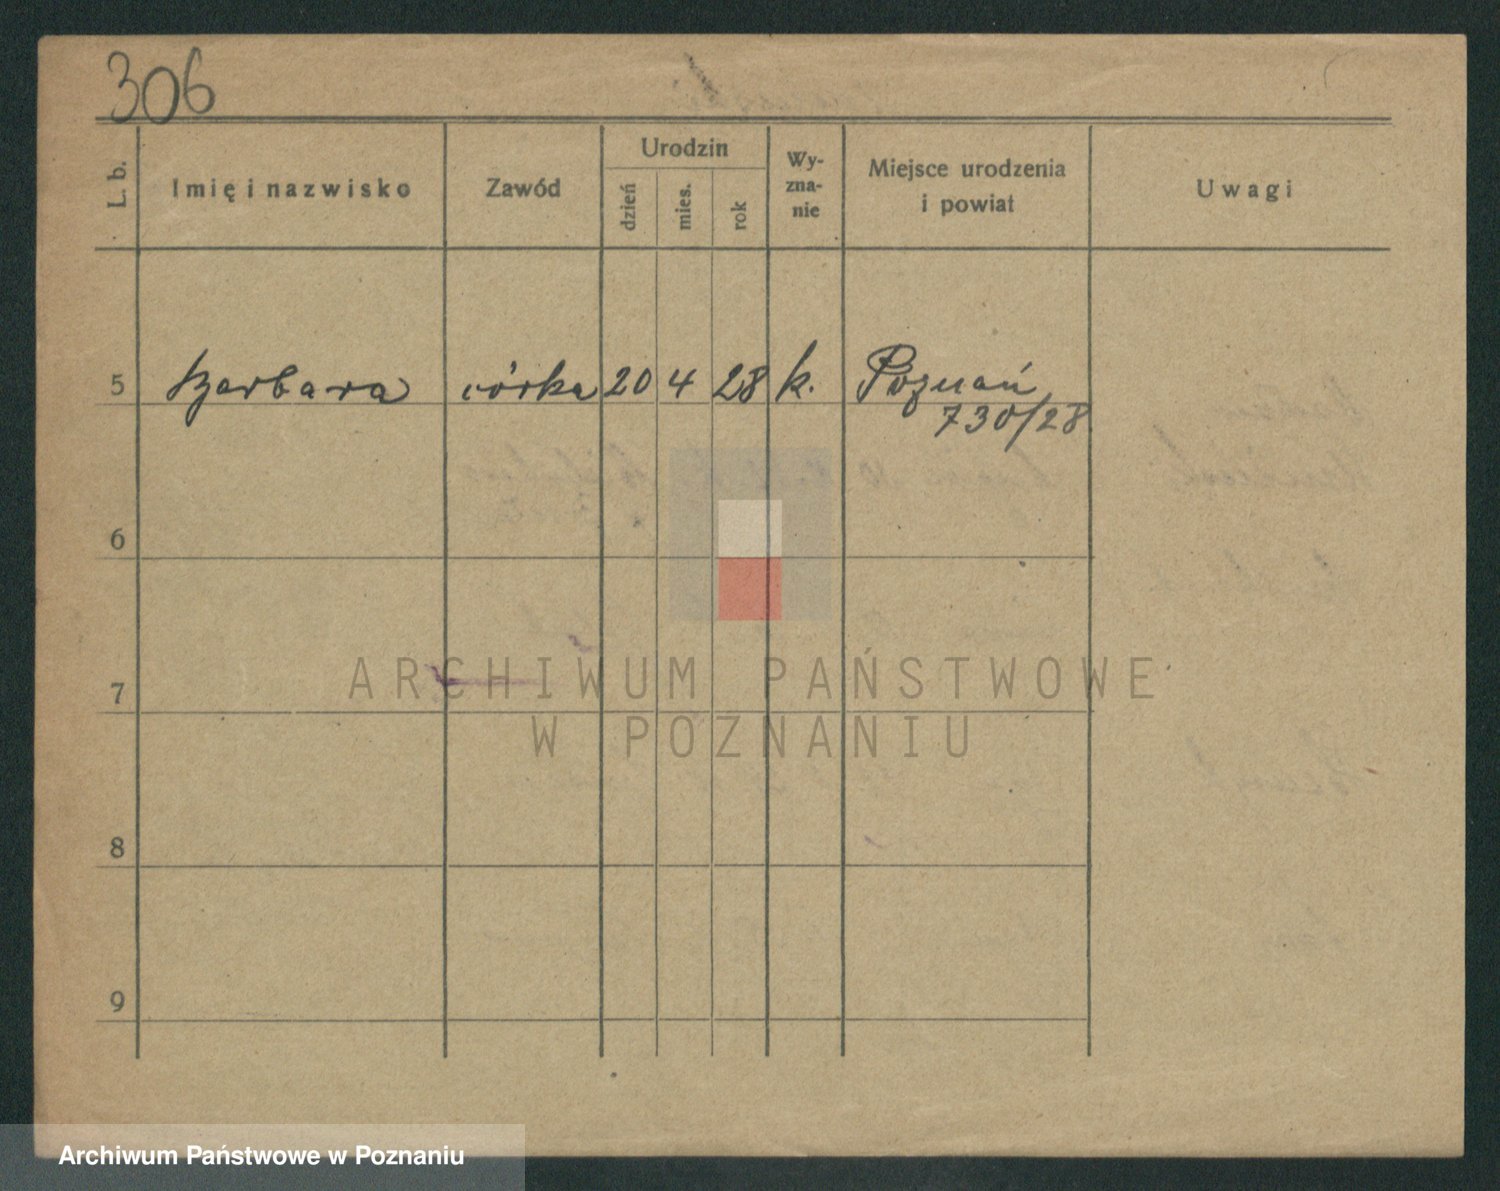 306
L. b. Imię i nazwisko Zawód Urodzin dzień mies. rok Wy-zna-nie Miejsce urodzenia i powiat Uwagi
5 Barbara córka 20 4 28 k. Poznań
730/28
6
7
8
9
ARCHIWUM PAŃSTWOWE
W POZNANIU
Archiwum Państwowe w Poznaniu